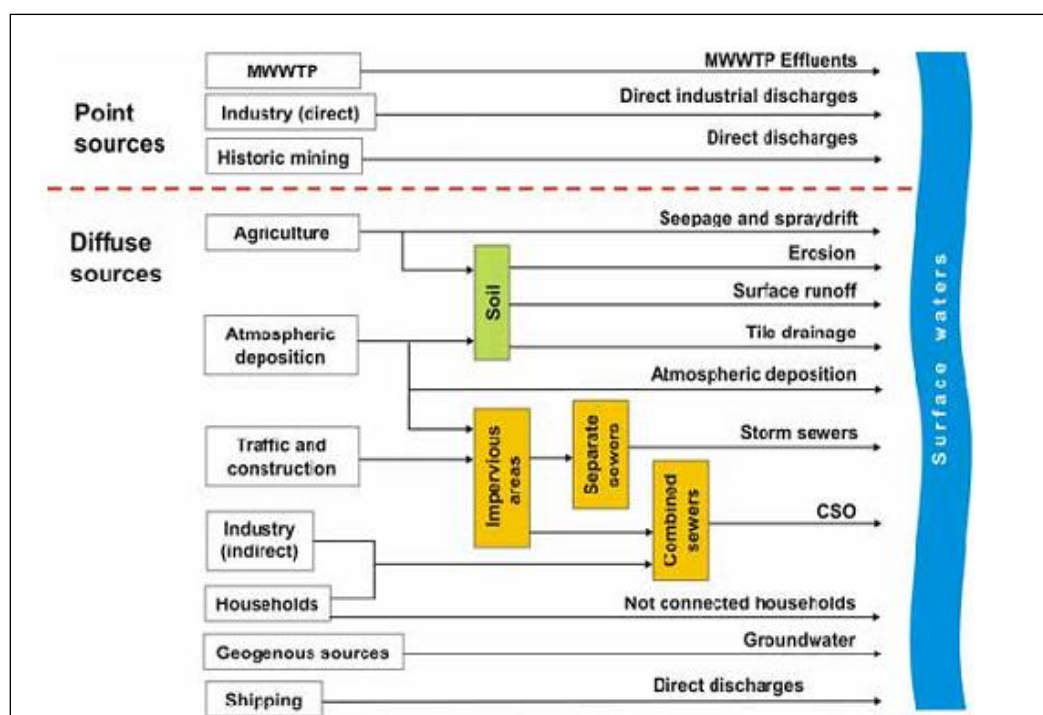 MWWTP
MWWTP Effluents
Point
sources
Industry (direct)
Direct industrial discharges
Historic mining
Direct discharges
Diffuse
sources
Agriculture
Seepage and spraydrift
Soil
Erosion
Surface runoff
Tile drainage
Atmospheric
deposition
Atmospheric deposition
Traffic and
construction
Impervious
areas
Separate
sewers
Storm sewers
Combined
sewers
CSO
Industry
(indirect)
Households
Not connected households
Geogenous sources
Groundwater
Shipping
Direct discharges
Surface waters